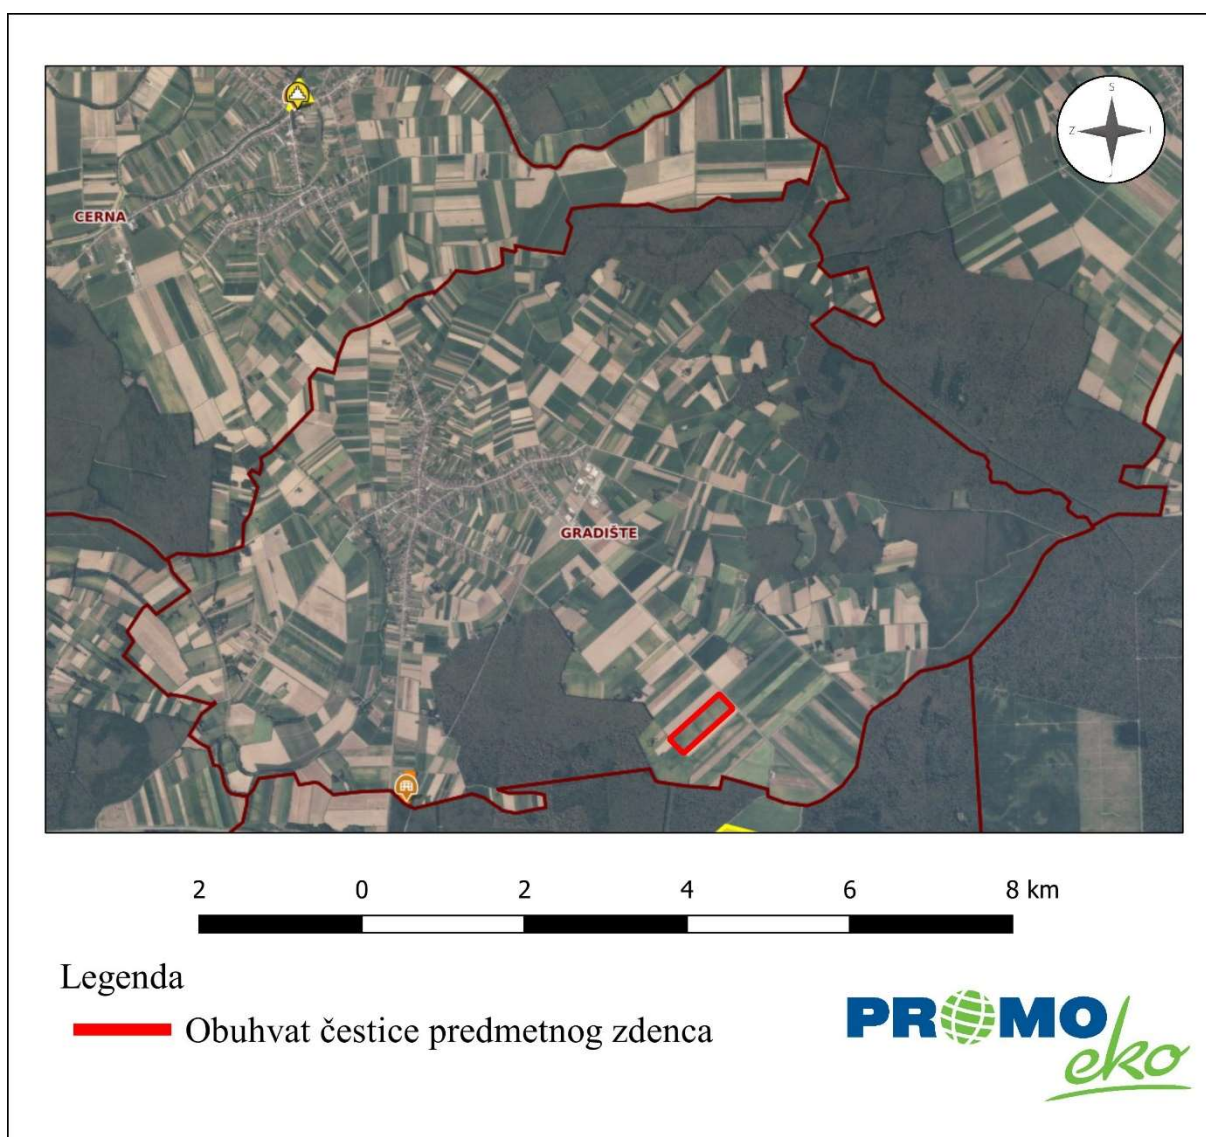 S
Z I
J
CERNA
GRADIŠTE
2 0 2 4 6 8 km
Legenda
Obuhvat čestice predmetnog zdenca
PROMO
eko